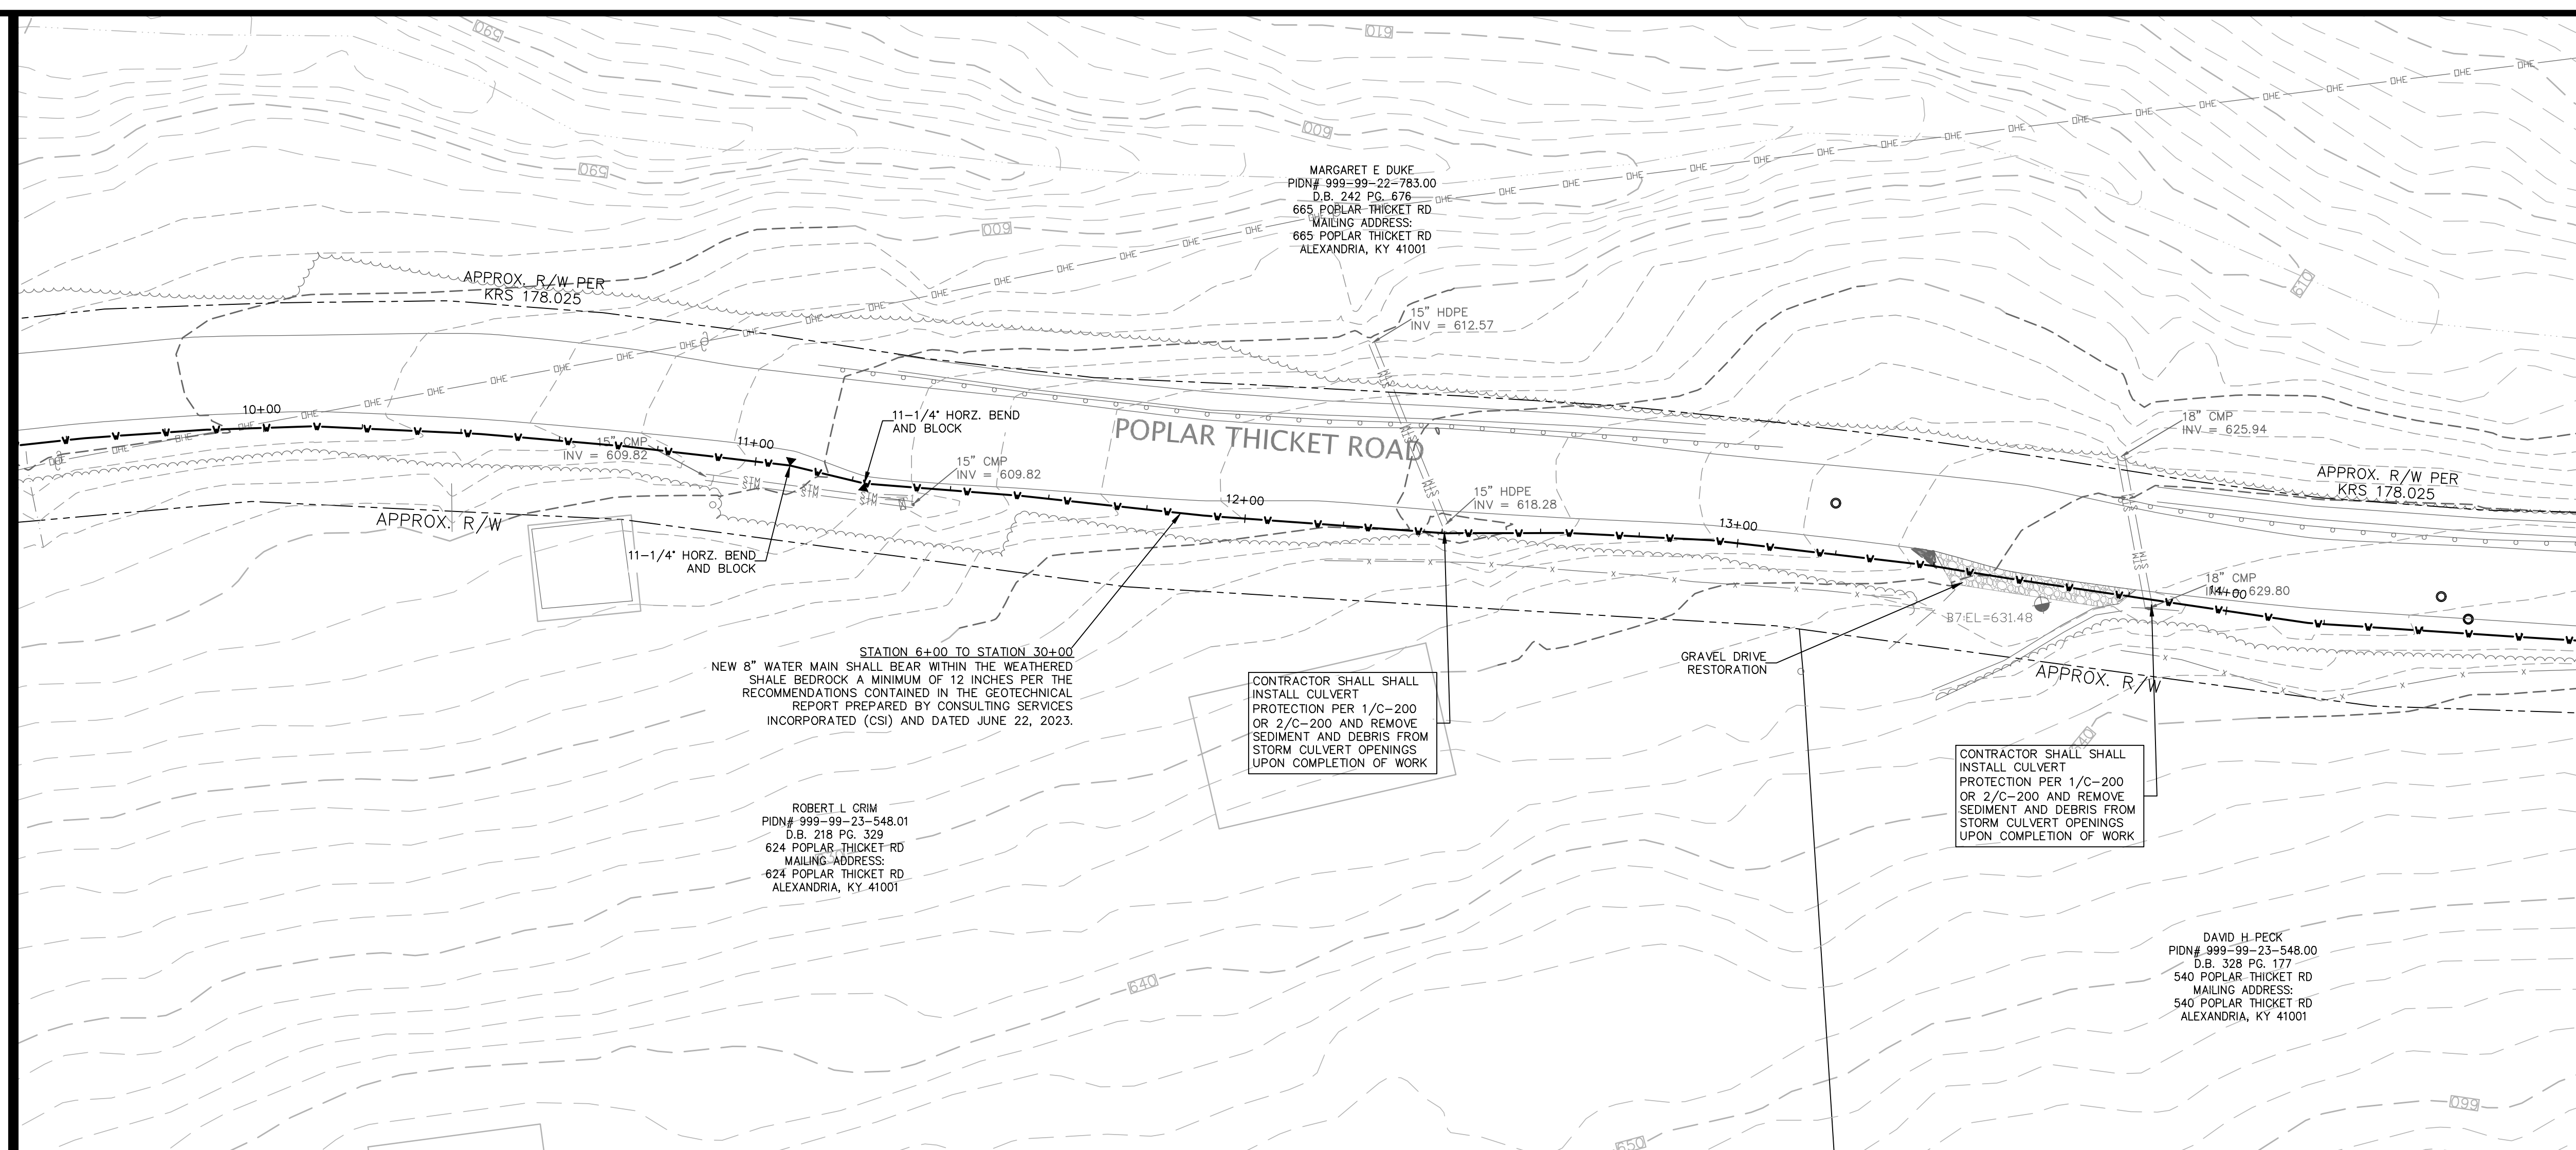 590
610
OHE
600
590
MARGARET E DUKE
PIDN# 999-99-22-783.00
D.B. 242 PG. 676
665 POPLAR THICKET RD
MAILING ADDRESS:
665 POPLAR THICKET RD
ALEXANDRIA, KY 41001
600
APPROX. R/W PER
KRS 178.025
610
15" HDPE
INV = 612.57
10+00
11-1/4° HORZ. BEND
AND BLOCK
POPLAR THICKET ROAD
18" CMP
INV = 625.94
15" CMP
INV = 609.82
11+00
15" CMP
INV = 609.82
STM
APPROX. R/W PER
KRS 178.025
12+00
15" HDPE
INV = 618.28
APPROX. R/W
13+00
11-1/4° HORZ. BEND
AND BLOCK
18" CMP
INV = 629.80
14+00
B7:EL=631.48
STATION 6+00 TO STATION 30+00
NEW 8" WATER MAIN SHALL BEAR WITHIN THE WEATHERED
SHALE BEDROCK A MINIMUM OF 12 INCHES PER THE
RECOMMENDATIONS CONTAINED IN THE GEOTECHNICAL
REPORT PREPARED BY CONSULTING SERVICES
INCORPORATED (CSI) AND DATED JUNE 22, 2023.
GRAVEL DRIVE
RESTORATION
APPROX. R/W
CONTRACTOR SHALL SHALL
INSTALL CULVERT
PROTECTION PER 1/C-200
OR 2/C-200 AND REMOVE
SEDIMENT AND DEBRIS FROM
STORM CULVERT OPENINGS
UPON COMPLETION OF WORK
640
CONTRACTOR SHALL SHALL
INSTALL CULVERT
PROTECTION PER 1/C-200
OR 2/C-200 AND REMOVE
SEDIMENT AND DEBRIS FROM
STORM CULVERT OPENINGS
UPON COMPLETION OF WORK
ROBERT L CRIM
PIDN# 999-99-23-548.01
D.B. 218 PG. 329
624 POPLAR THICKET RD
MAILING ADDRESS:
624 POPLAR THICKET RD
ALEXANDRIA, KY 41001
DAVID H PECK
PIDN# 999-99-23-548.00
D.B. 328 PG. 177
540 POPLAR THICKET RD
MAILING ADDRESS:
540 POPLAR THICKET RD
ALEXANDRIA, KY 41001
640
660
650